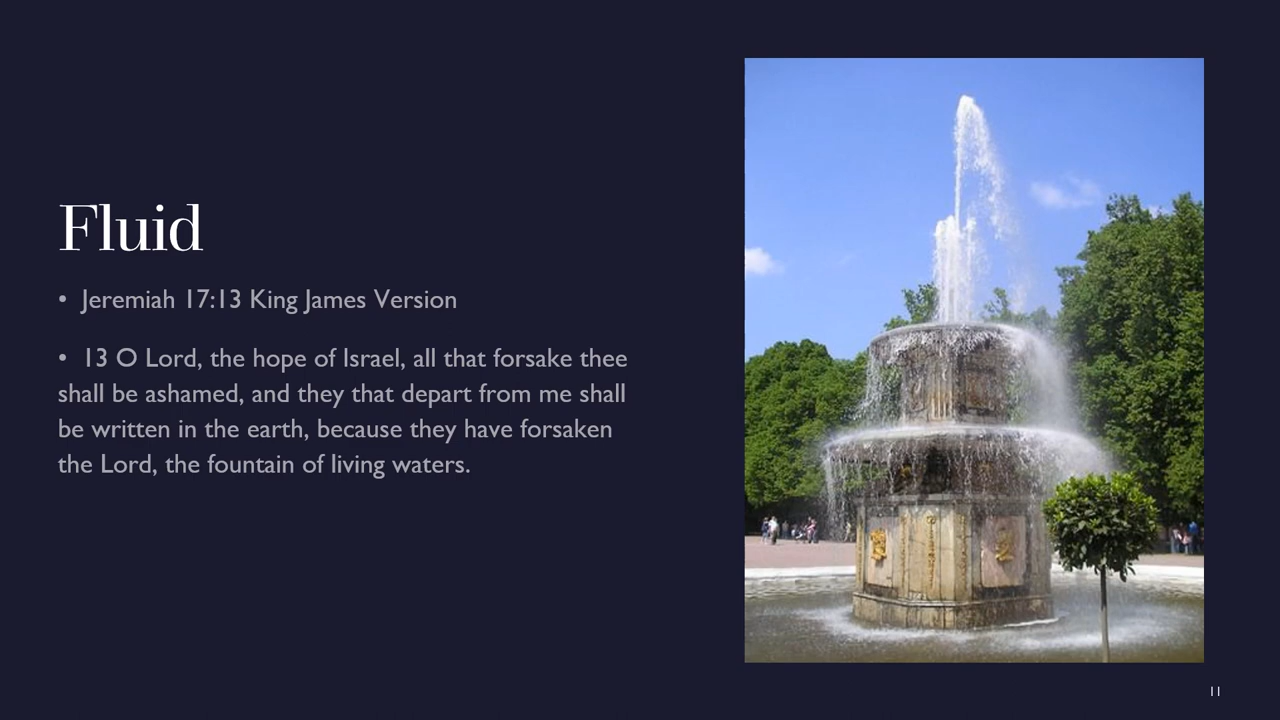 Fluid
• Jeremiah 17:13 King James Version
• 13 O Lord, the hope of Israel, all that forsake thee
shall be ashamed, and they that depart from me shall
be written in the earth, because they have forsaken
the Lord, the fountain of living waters.
11